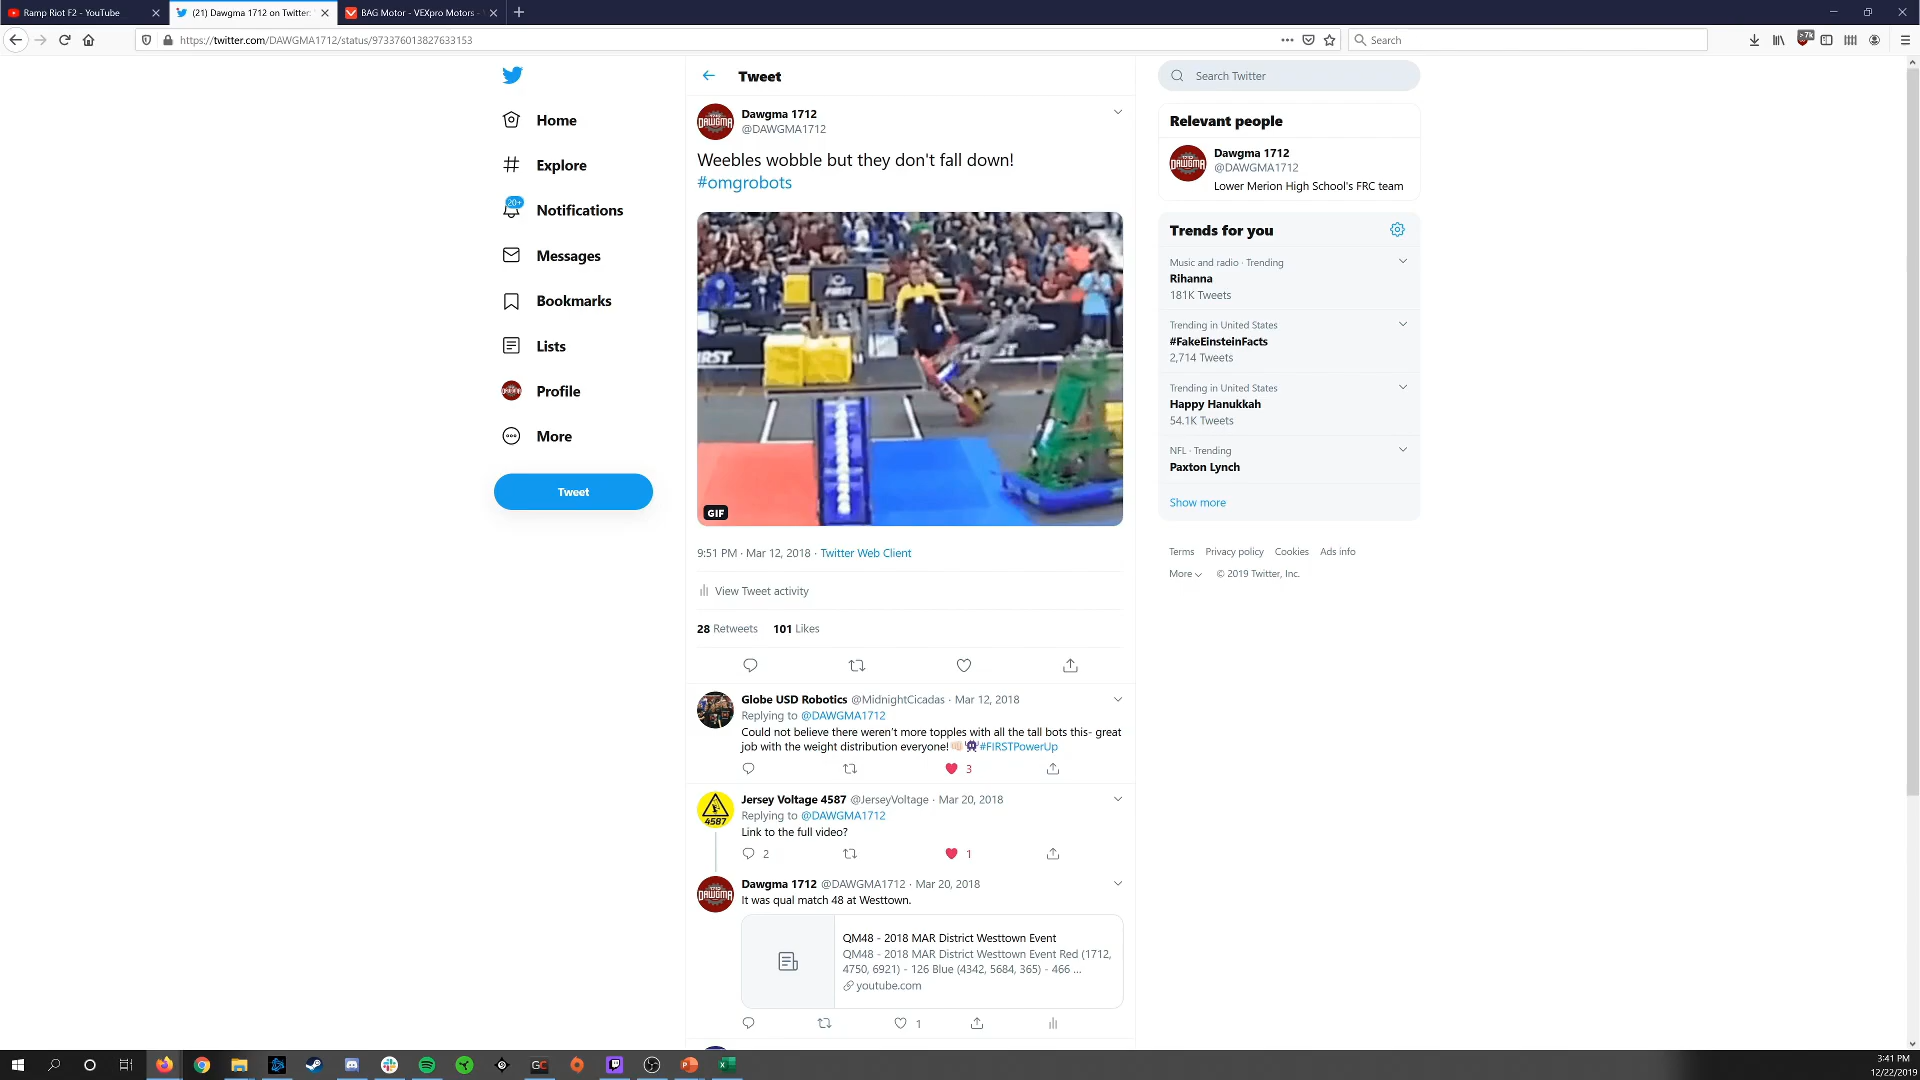 Ramp Riot F2 - YouTube
(21) Dawgma 1712 on Twitter:
BAG Motor - VEXpro Motors -
https://twitter.com/DAWGMA1712/status/973376013827633153
Search
>7k
Tweet
Search Twitter
Home
Explore
20+
Notifications
Messages
Bookmarks
Lists
Profile
More
Tweet
Dawgma 1712
@DAWGMA1712
Weebles wobble but they don't fall down!
#omgrobots
FIRST
GIF
9:51 PM · Mar 12, 2018 · Twitter Web Client
View Tweet activity
28 Retweets 101 Likes
Globe USD Robotics @MidnightCicadas · Mar 12, 2018
Replying to @DAWGMA1712
Could not believe there weren't more topples with all the tall bots this- great
job with the weight distribution everyone!👊🏻👾#FIRSTPowerUp
3
4587
Jersey Voltage 4587 @JerseyVoltage · Mar 20, 2018
Replying to @DAWGMA1712
Link to the full video?
2
1
Dawgma 1712 @DAWGMA1712 · Mar 20, 2018
It was qual match 48 at Westtown.
QM48 - 2018 MAR District Westtown Event
QM48 - 2018 MAR District Westtown Event Red (1712,
4750, 6921) - 126 Blue (4342, 5684, 365) - 466 ...
youtube.com
1
Relevant people
Dawgma 1712
@DAWGMA1712
Lower Merion High School's FRC team
Trends for you
Music and radio · Trending
Rihanna
181K Tweets
Trending in United States
#FakeEinsteinFacts
2,714 Tweets
Trending in United States
Happy Hanukkah
54.1K Tweets
NFL · Trending
Paxton Lynch
Show more
Terms Privacy policy Cookies Ads info
More © 2019 Twitter, Inc.
GC
3:41 PM
12/22/2019